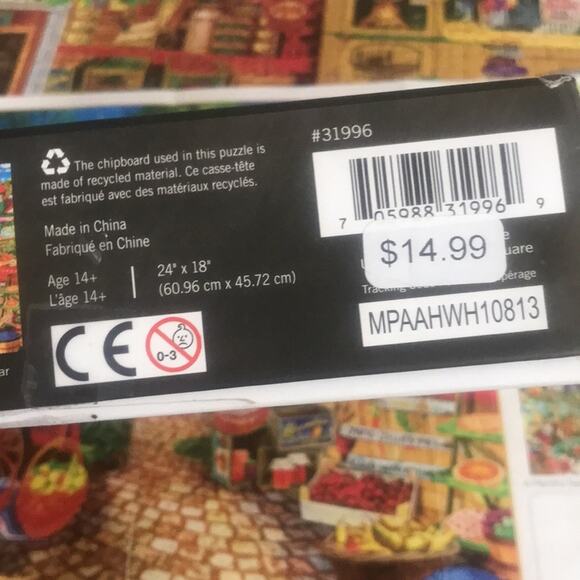 The chipboard used in this puzzle is
made of recycled material. Ce casse-tête
est fabriqué avec des matériaux recyclés.
Made in China
Fabriqué en Chine
Age 14+
L'âge 14+
24" x 18"
(60.96 cm x 45.72 cm)
CE
0-3
#31996
7 05988 31996 9
$14.99
Tracking
MPAAHWH10813